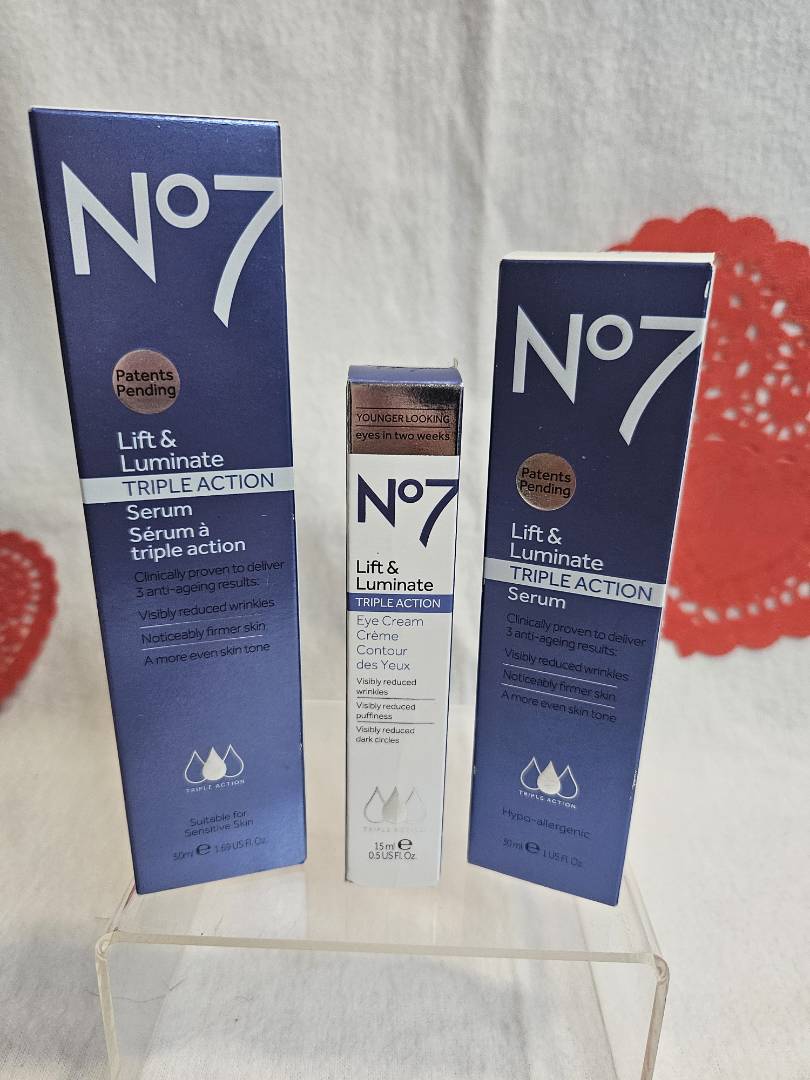 No7
Patents
Pending
Lift &
Luminate
TRIPLE ACTION
Serum
Sérum à
triple action
Clinically proven to deliver
3 anti-ageing results:
Visibly reduced wrinkles
Noticeably firmer skin
A more even skin tone
TRIPLE ACTION
Suitable for
Sensitive Skin
50ml e 1.69 US Fl. Oz.
YOUNGER LOOKING
eyes in two weeks
No7
Lift &
Luminate
TRIPLE ACTION
Eye Cream
Crème
Contour
des Yeux
Visibly reduced
wrinkles
Visibly reduced
puffiness
Visibly reduced
dark circles
TRIPLE ACTION
15 ml e
0.5 US Fl. Oz.
No7
Patents
Pending
Lift &
Luminate
TRIPLE ACTION
Serum
Clinically proven to deliver
3 anti-ageing results:
Visibly reduced wrinkles
Noticeably firmer skin
A more even skin tone
TRIPLE ACTION
Hypo-allergenic
30 ml e 1 US Fl. Oz.